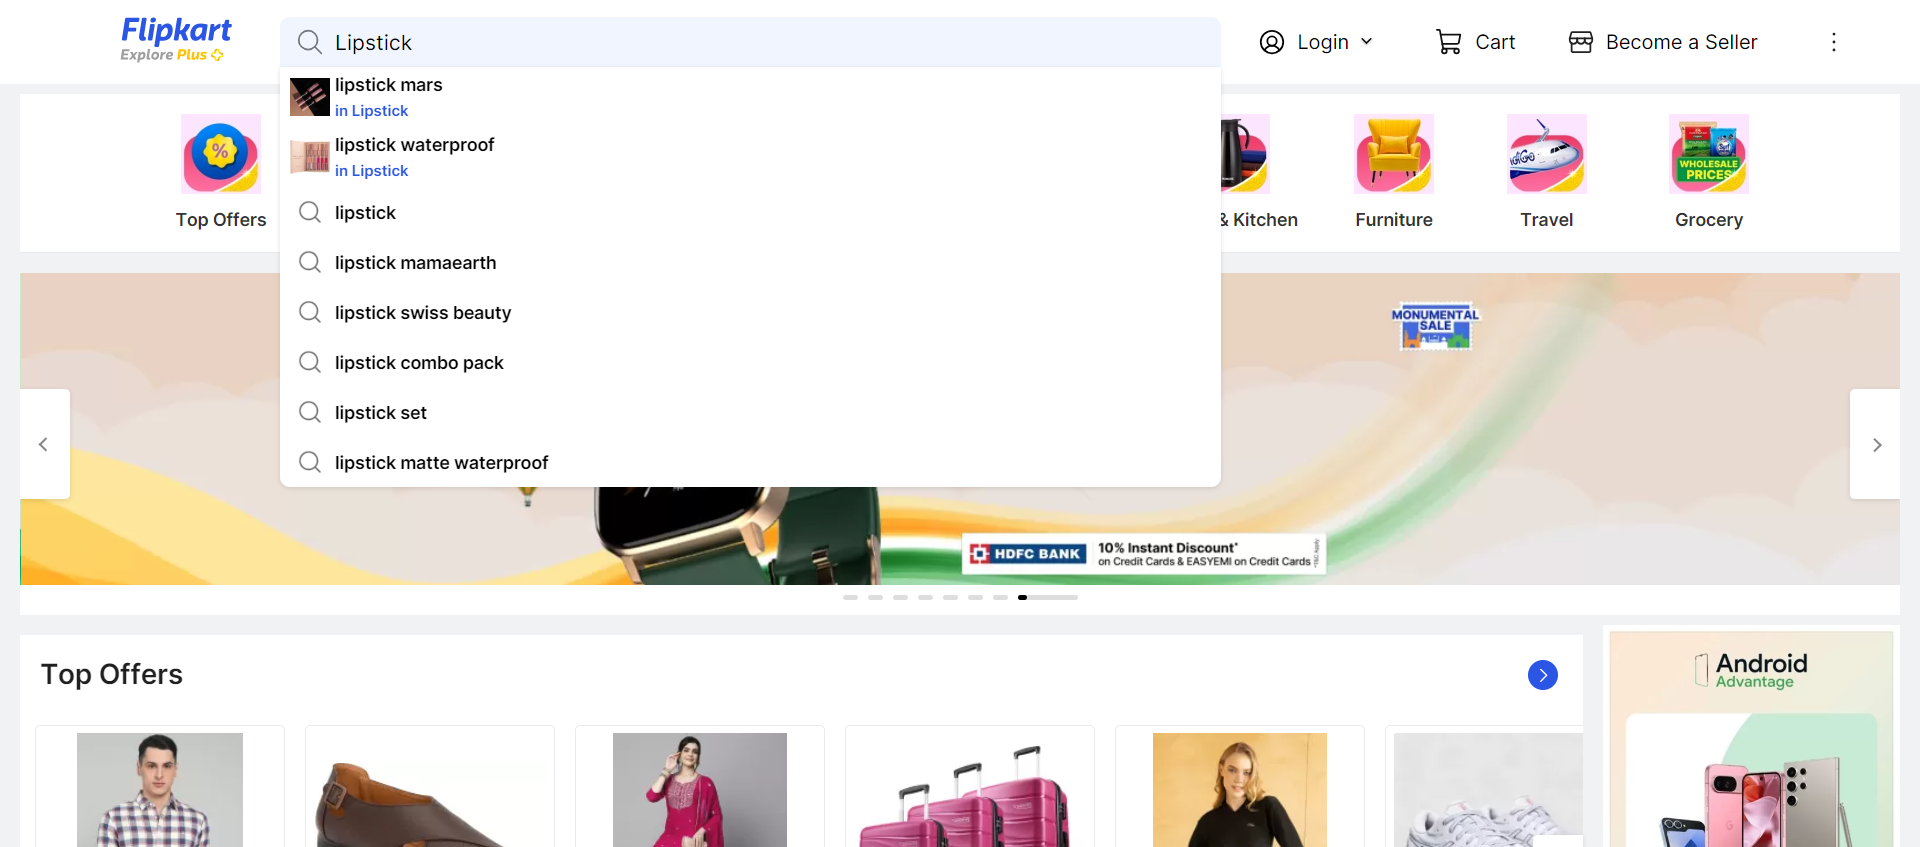 Flipkart
Explore Plus
Lipstick
Login
Cart
Become a Seller
lipstick mars
in Lipstick
lipstick waterproof
in Lipstick
lipstick
lipstick mamaearth
lipstick swiss beauty
lipstick combo pack
lipstick set
lipstick matte waterproof
%
Top Offers
& Kitchen
Furniture
IndiGo
Travel
WHOLESALE
PRICES
Grocery
MONUMENTAL
SALE
HDFC BANK
10% Instant Discount*
on Credit Cards & EASYEMI on Credit Cards
*T&C Apply
Top Offers
Android
Advantage